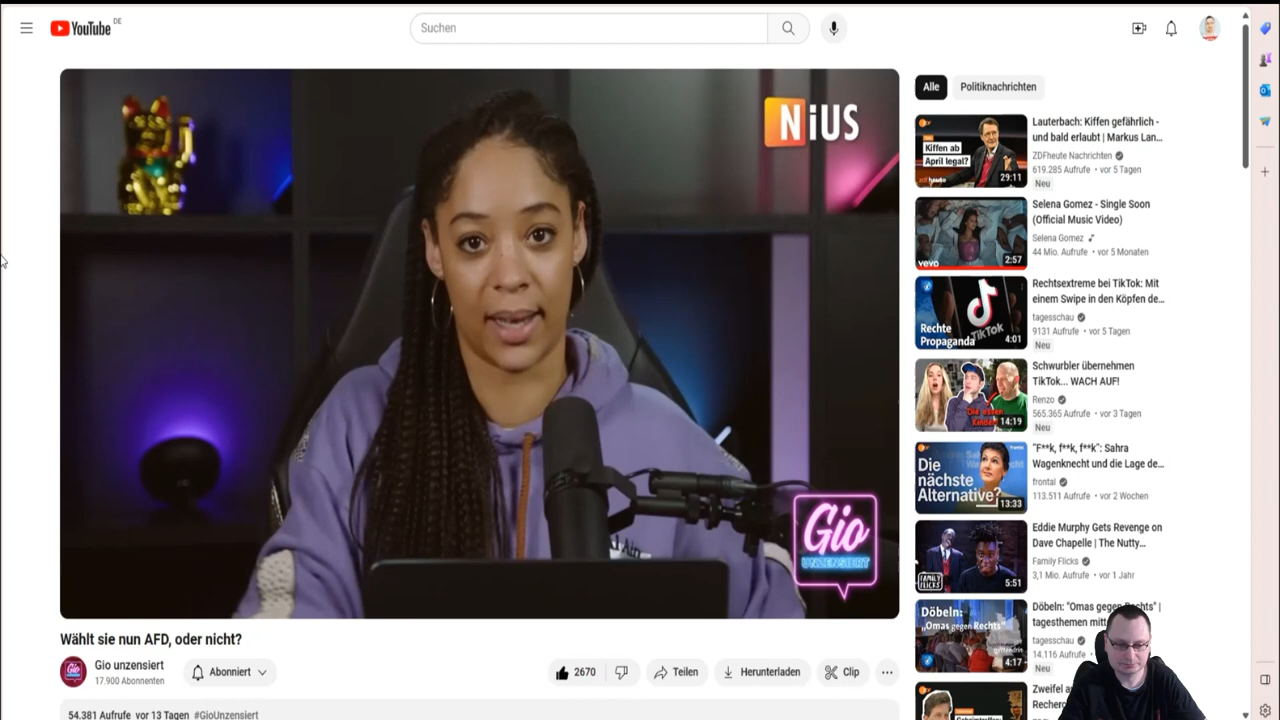 YouTube DE
Suchen
NiUS
Gio
UNZENSIERT
Wählt sie nun AFD, oder nicht?
Gio unzensiert
17.900 Abonnenten
Abonniert
2670
Teilen
Herunterladen
Clip
54.381 Aufrufe vor 13 Tagen #GioUnzensiert
Alle
Politiknachrichten
Kiffen ab
April legal?
29:11
Lauterbach: Kiffen gefährlich -
und bald erlaubt | Markus Lan...
ZDFheute Nachrichten
619.285 Aufrufe • vor 5 Tagen
Neu
vevo
2:57
Selena Gomez - Single Soon
(Official Music Video)
Selena Gomez
44 Mio. Aufrufe • vor 5 Monaten
TikTok
Rechte
Propaganda
4:01
Rechtsextreme bei TikTok: Mit
einem Swipe in den Köpfen de...
tagesschau
9131 Aufrufe • vor 5 Tagen
Neu
Die essen
Kinder
14:19
Schwurbler übernehmen
TikTok... WACH AUF!
Renzo
565.365 Aufrufe • vor 3 Tagen
Neu
frontal
Die
nächste
Alternative?
13:33
"F**k, f**k, f**k": Sahra
Wagenknecht und die Lage de...
frontal
113.511 Aufrufe • vor 2 Wochen
FAMILY
FLICKS
5:51
Eddie Murphy Gets Revenge on
Dave Chapelle | The Nutty...
Family Flicks
3,1 Mio. Aufrufe • vor 1 Jahr
Döbeln:
„Omas gegen Rechts"
4:17
Döbeln: "Omas gegen Rechts" |
tagesthemen mitt
tagesschau
14.116 Aufrufe
Neu
Zweifel a
Recherc